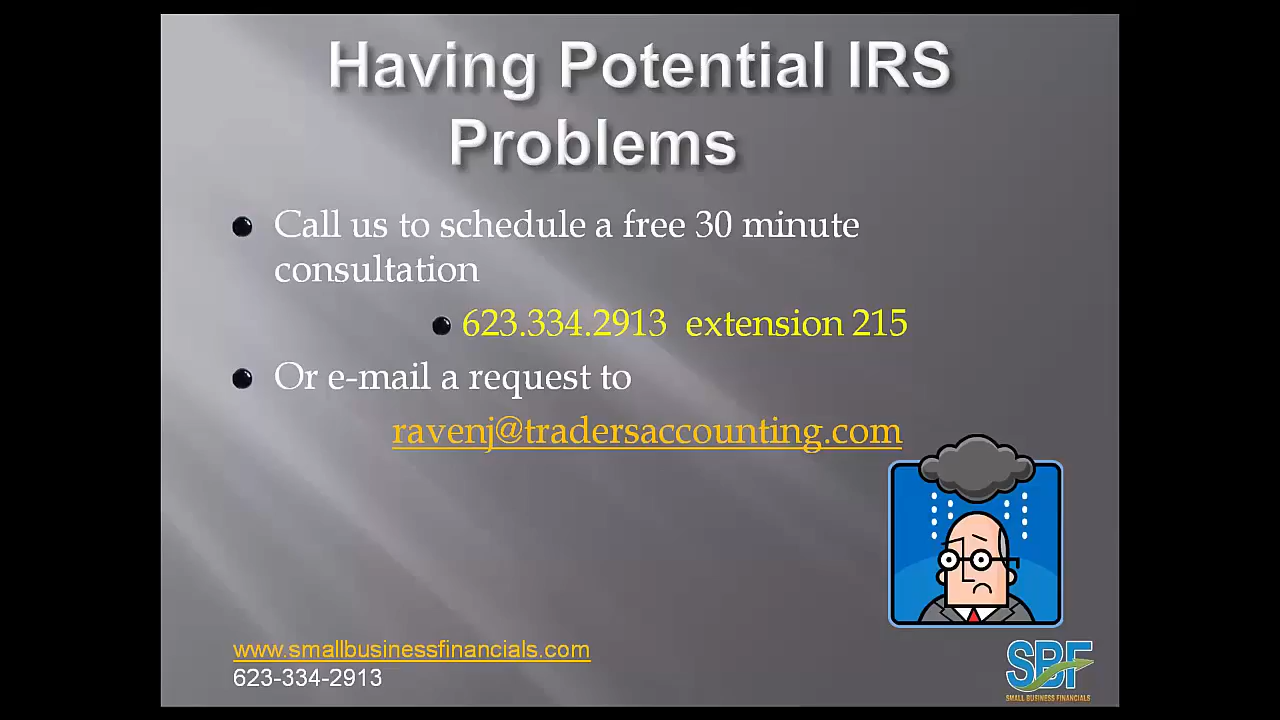 Having Potential IRS
Problems
Call us to schedule a free 30 minute
consultation
623.334.2913 extension 215
Or e-mail a request to
ravenj@tradersaccounting.com
www.smallbusinessfinancials.com
623-334-2913
SBF
SMALL BUSINESS FINANCIALS